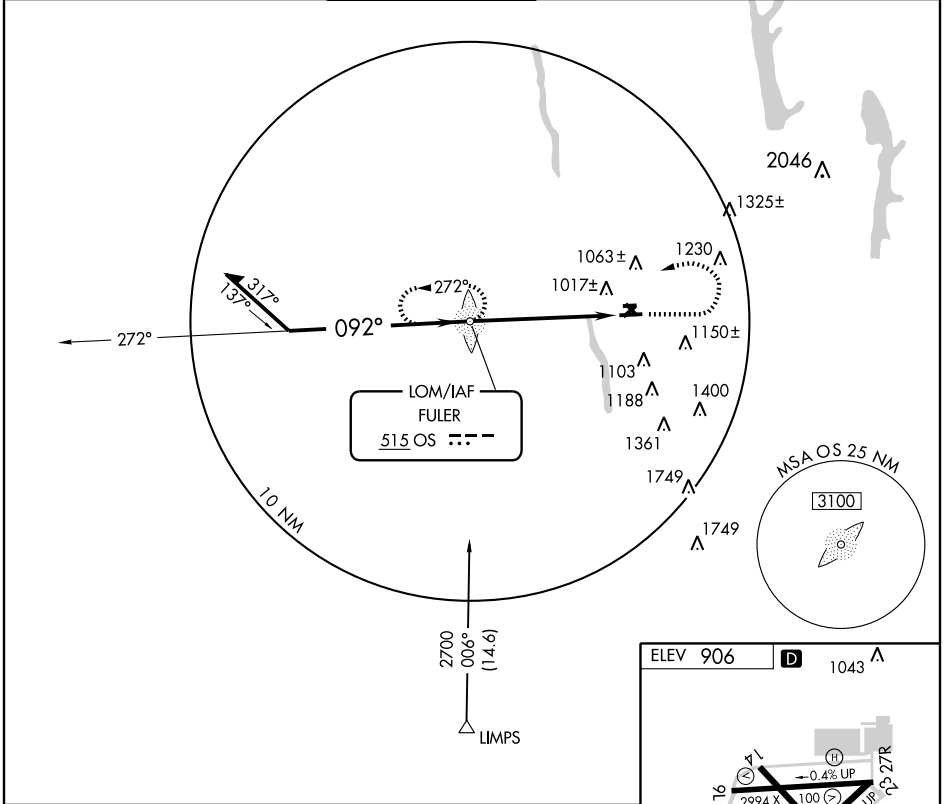 2046
1325±
1063±
1230
1017±
272°
317°
137°
092°
272°
1150±
1103
1188
1400
1361
LOM/IAF
FULER
515 OS
1749
MSA OS 25 NM
3100
10 NM
1749
2700
006°
(14.6)
LIMPS
ELEV 906
D
1043
14
H
0.4% UP
27R
23
9L
2994 X 100
UP